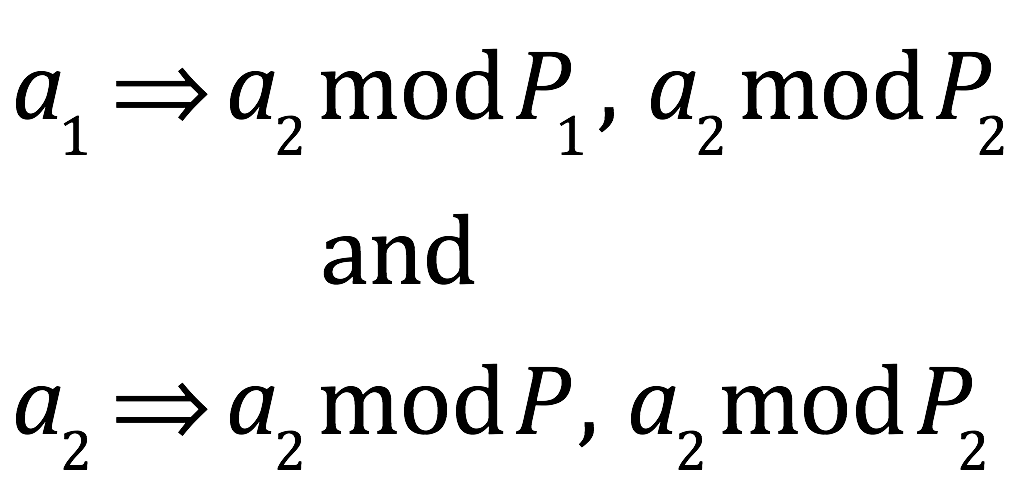 a₁ ⟹ a₂ mod P₁, a₂ mod P₂
and
a₂ ⟹ a₂ mod P, a₂ mod P₂